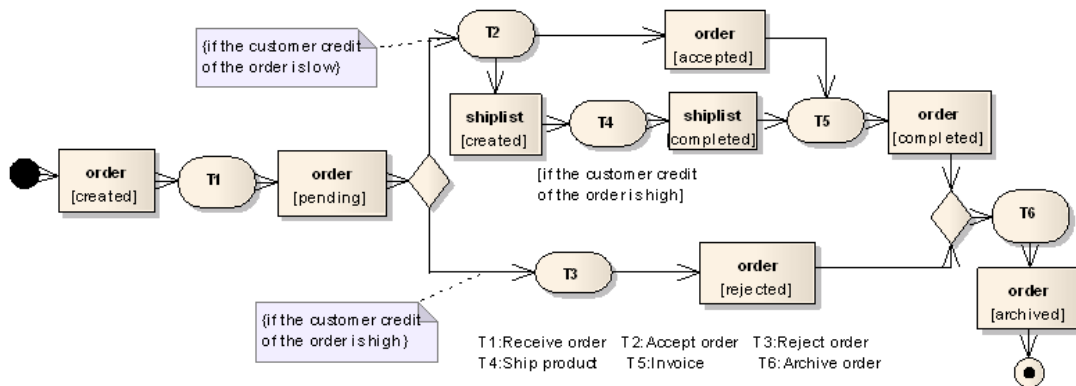 {if the customer credit
of the order is low}
T2
order
[accepted]
shiplist
[created]
T4
shiplist
[completed]
T5
order
[completed]
order
[created]
T1
order
[pending]
[if the customer credit
of the order is high]
T6
T3
order
[rejected]
order
[archived]
{if the customer credit
of the order is high}
T1:Receive order T2:Accept order T3:Reject order
T4:Ship product T5:Invoice T6:Archive order